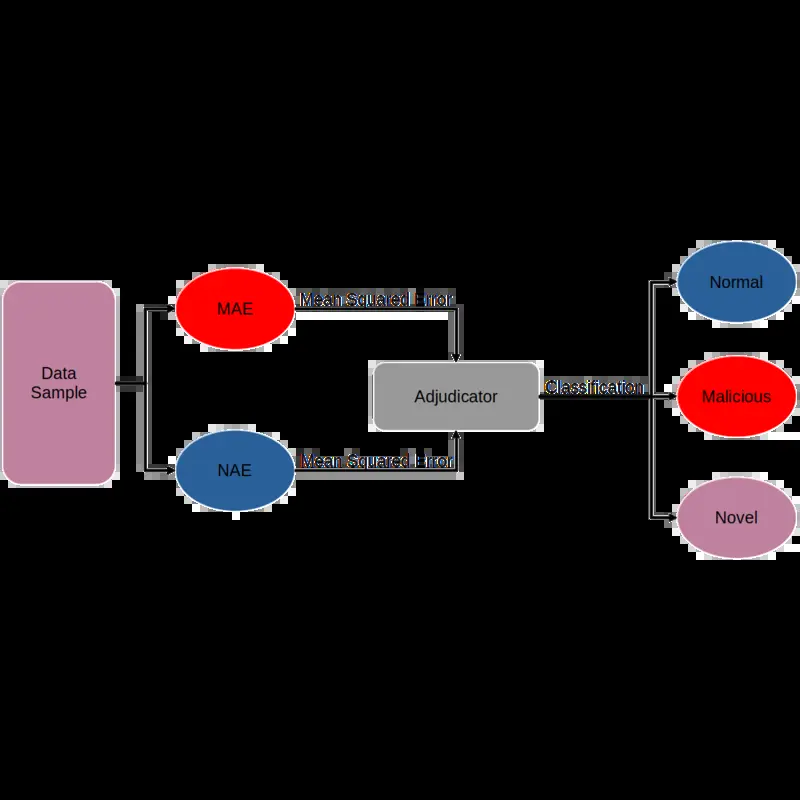 Data
Sample
MAE
Mean Squared Error
NAE
Mean Squared Error
Adjudicator
Classification
Normal
Malicious
Novel